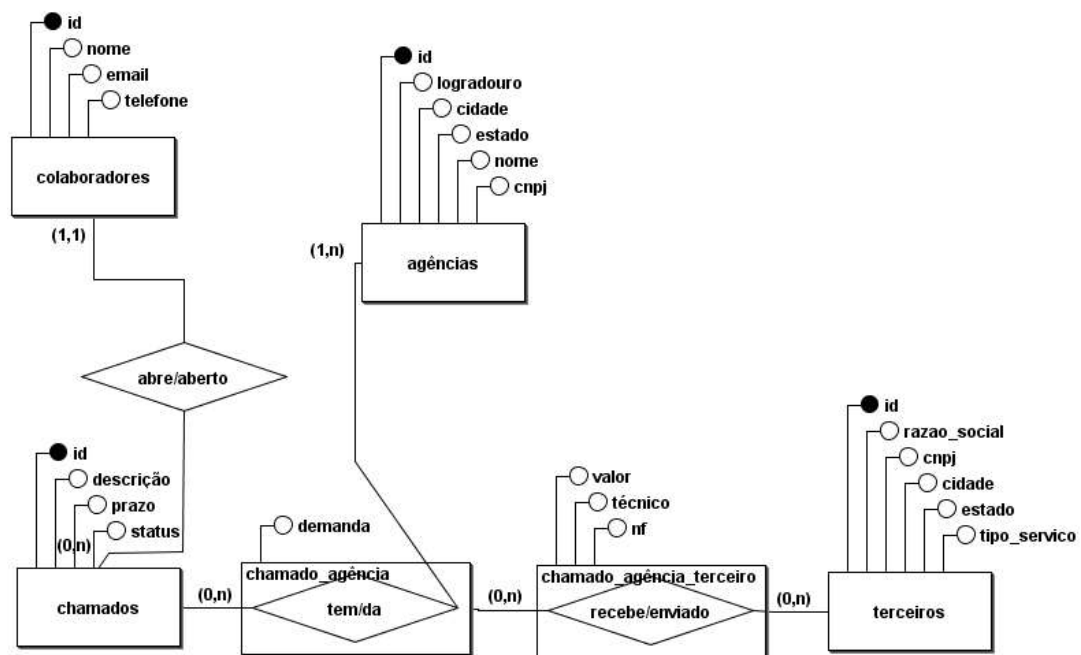 id
nome
email
telefone
colaboradores
(1,1)
id
logradouro
cidade
estado
nome
cnpj
agências
(1,n)
abre/aberto
id
descrição
prazo
status
(0,n)
chamados
(0,n)
demanda
chamado_agência
tem/da
(0,n)
valor
técnico
nf
chamado_agência_terceiro
recebe/enviado
(0,n)
id
razao_social
cnpj
cidade
estado
tipo_servico
terceiros